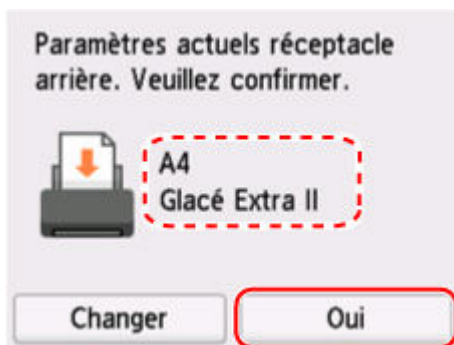 Paramètres actuels réceptacle
arrière. Veuillez confirmer.
A4
Glacé Extra II
Changer
Oui